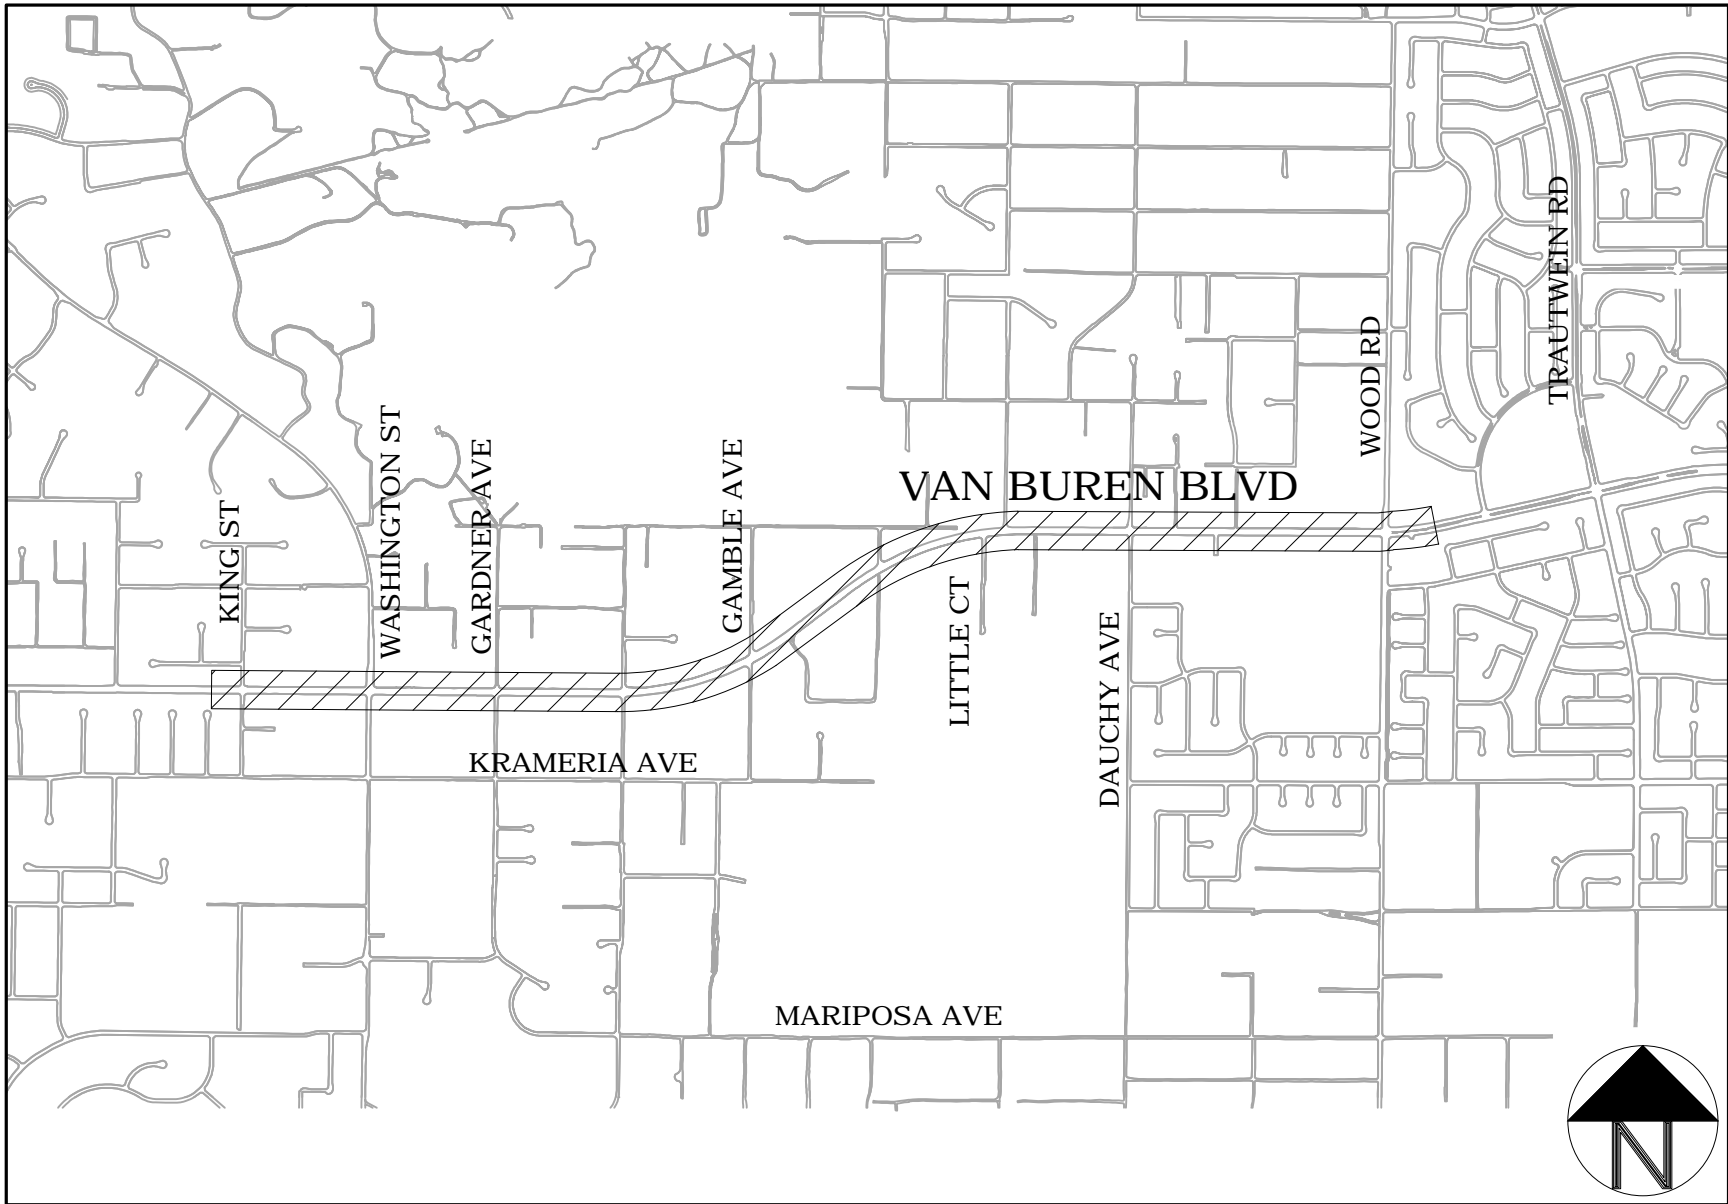 TRAUTWEIN RD
WOOD RD
WASHINGTON ST
GARDNER AVE
GAMBLE AVE
VAN BUREN BLVD
KING ST
LITTLE CT
DAUCHY AVE
KRAMERIA AVE
MARIPOSA AVE
N